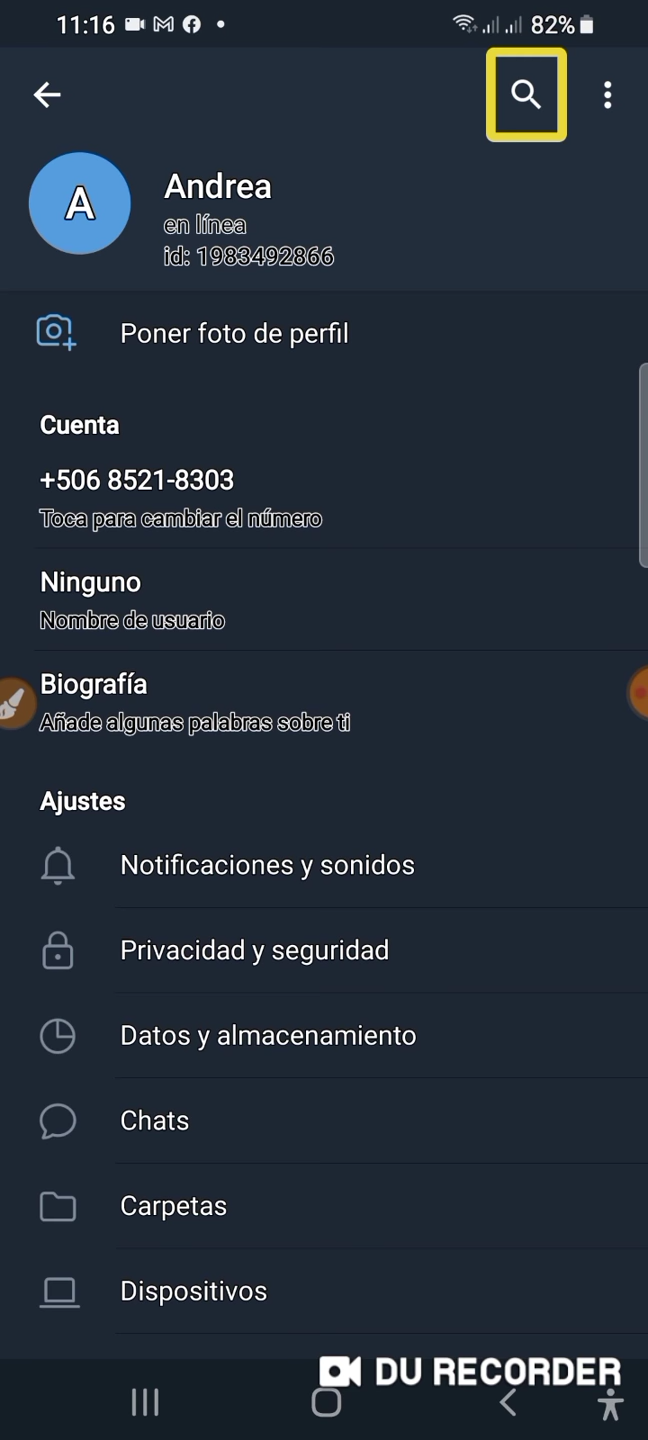 11:16
82%
A
Andrea
en línea
id: 1983492866
Poner foto de perfil
Cuenta
+506 8521-8303
Toca para cambiar el número
Ninguno
Nombre de usuario
Biografía
Añade algunas palabras sobre ti
Ajustes
Notificaciones y sonidos
Privacidad y seguridad
Datos y almacenamiento
Chats
Carpetas
Dispositivos
DU RECORDER